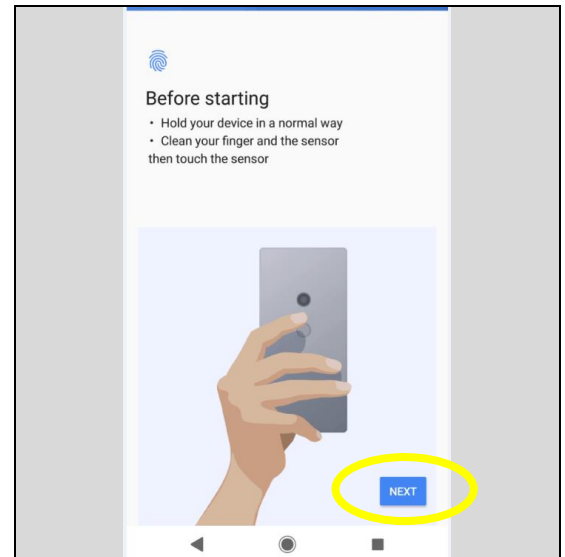 Before starting
• Hold your device in a normal way
• Clean your finger and the sensor
then touch the sensor
NEXT